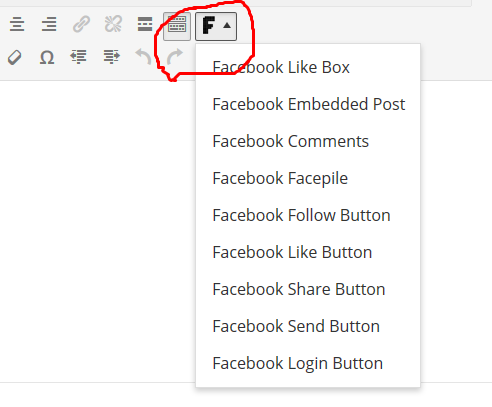 F
Facebook Like Box
Facebook Embedded Post
Facebook Comments
Facebook Facepile
Facebook Follow Button
Facebook Like Button
Facebook Share Button
Facebook Send Button
Facebook Login Button